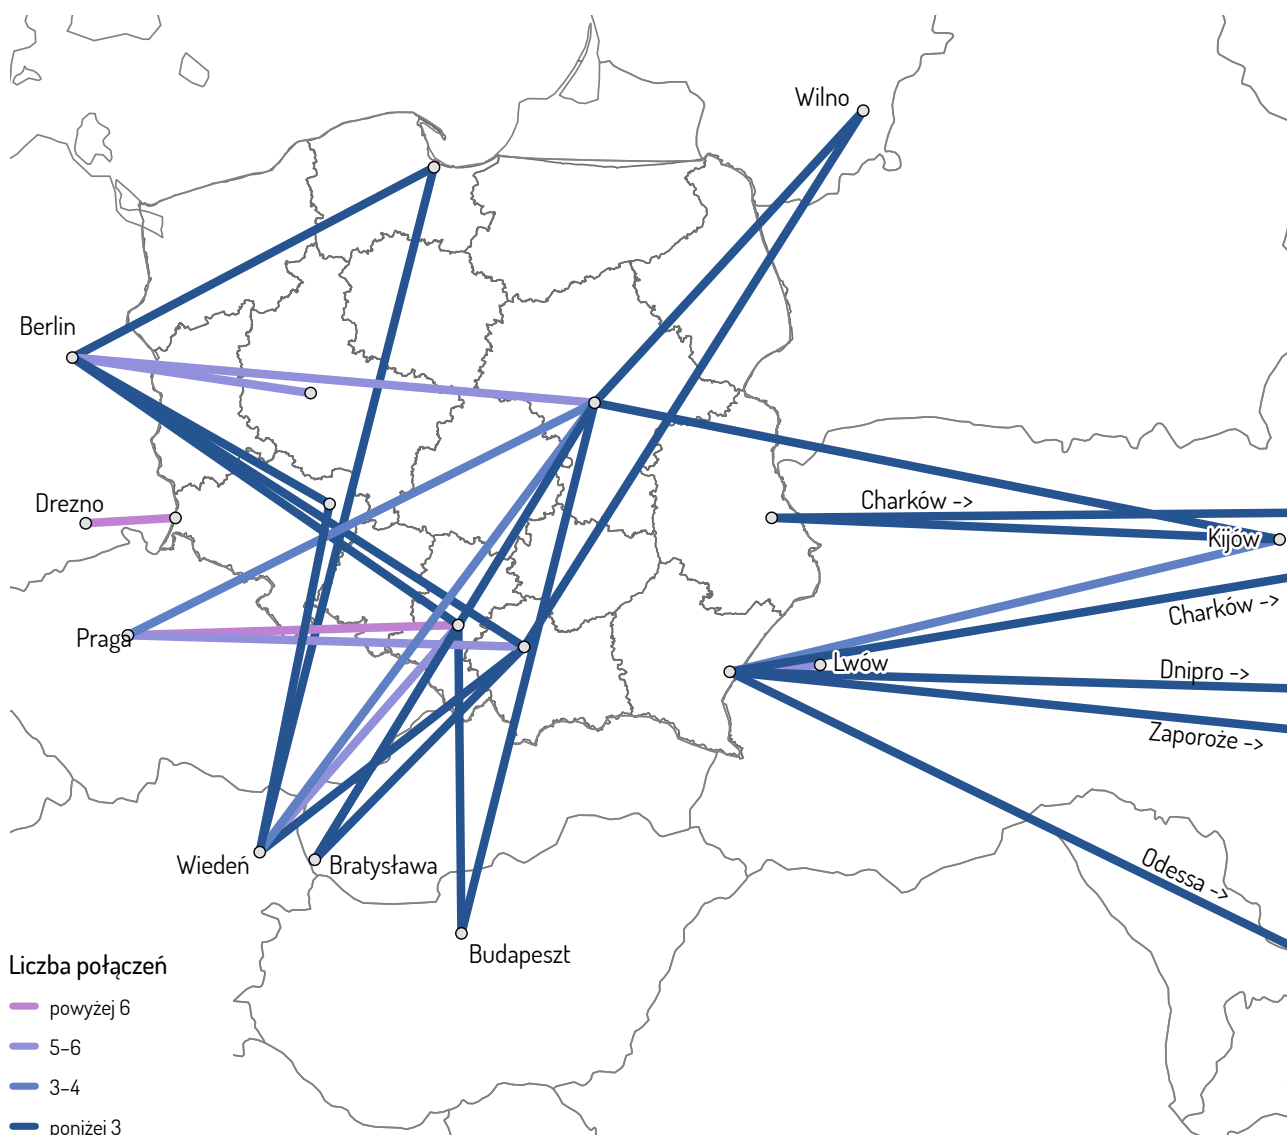 Wilno
Berlin
Drezno
Charków ->
Kijów
Charków ->
Praga
Lwów
Dnipro ->
Zaporoże ->
Wiedeń
Bratysława
Odessa ->
Budapeszt
Liczba połączeń
powyżej 6
5–6
3–4
poniżej 3